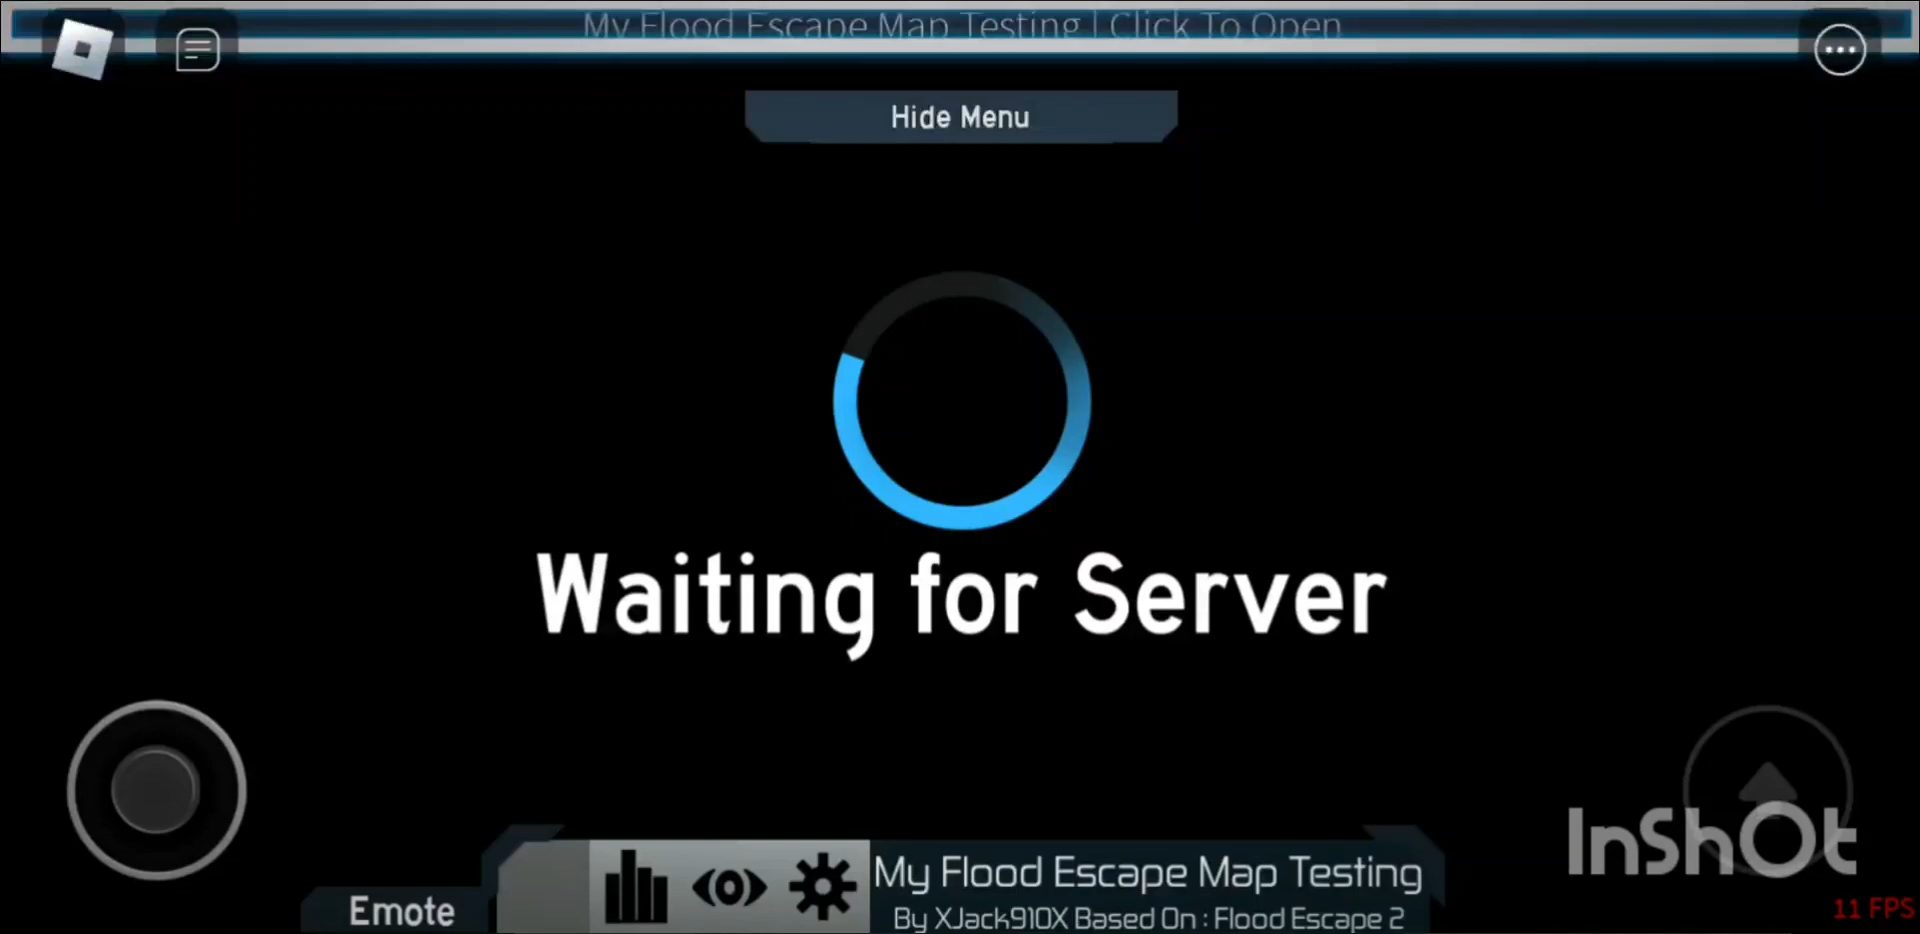 My Flood Escape Map Testing | Click To Open
Hide Menu
Waiting for Server
Emote
My Flood Escape Map Testing
By XJack910X Based On : Flood Escape 2
InShOt
11 FPS